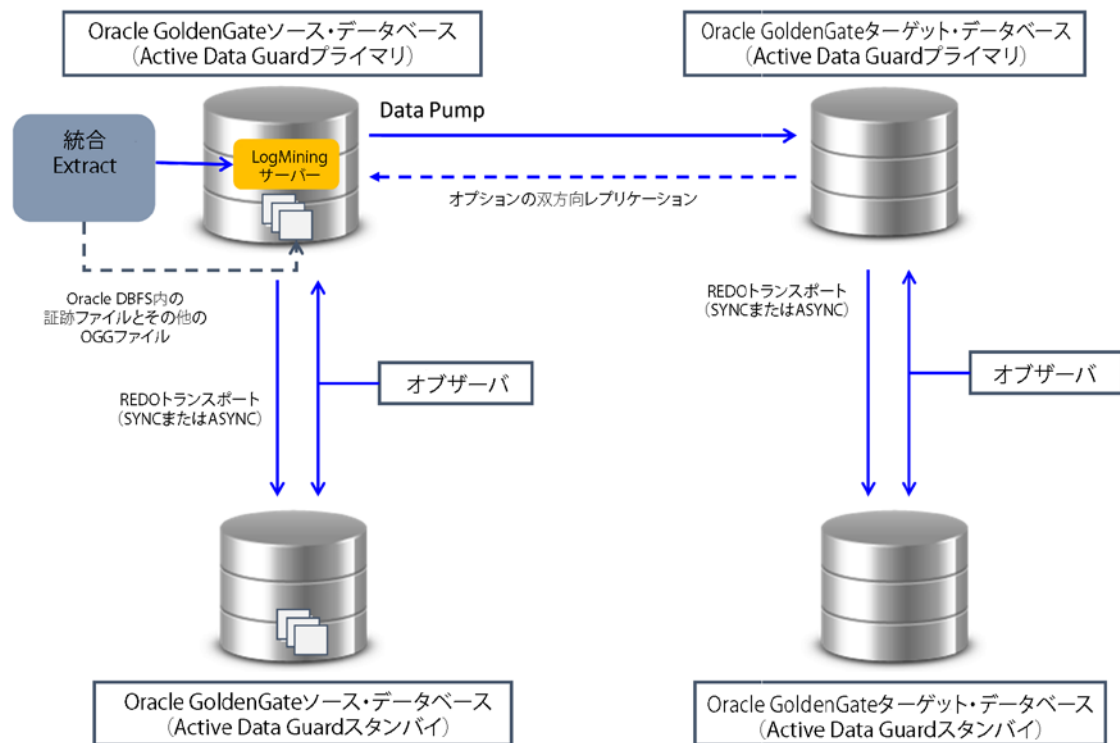 Oracle GoldenGateソース・データベース
(Active Data Guardプライマリ)
Oracle GoldenGateターゲット・データベース
(Active Data Guardプライマリ)
統合
Extract
LogMining
サーバー
Data Pump
オプションの双方向レプリケーション
Oracle DBFS内の
証跡ファイルとその他の
OGGファイル
REDOトランスポート
(SYNCまたはASYNC)
オブザーバ
REDOトランスポート
(SYNCまたはASYNC)
オブザーバ
Oracle GoldenGateソース・データベース
(Active Data Guardスタンバイ)
Oracle GoldenGateターゲット・データベース
(Active Data Guardスタンバイ)